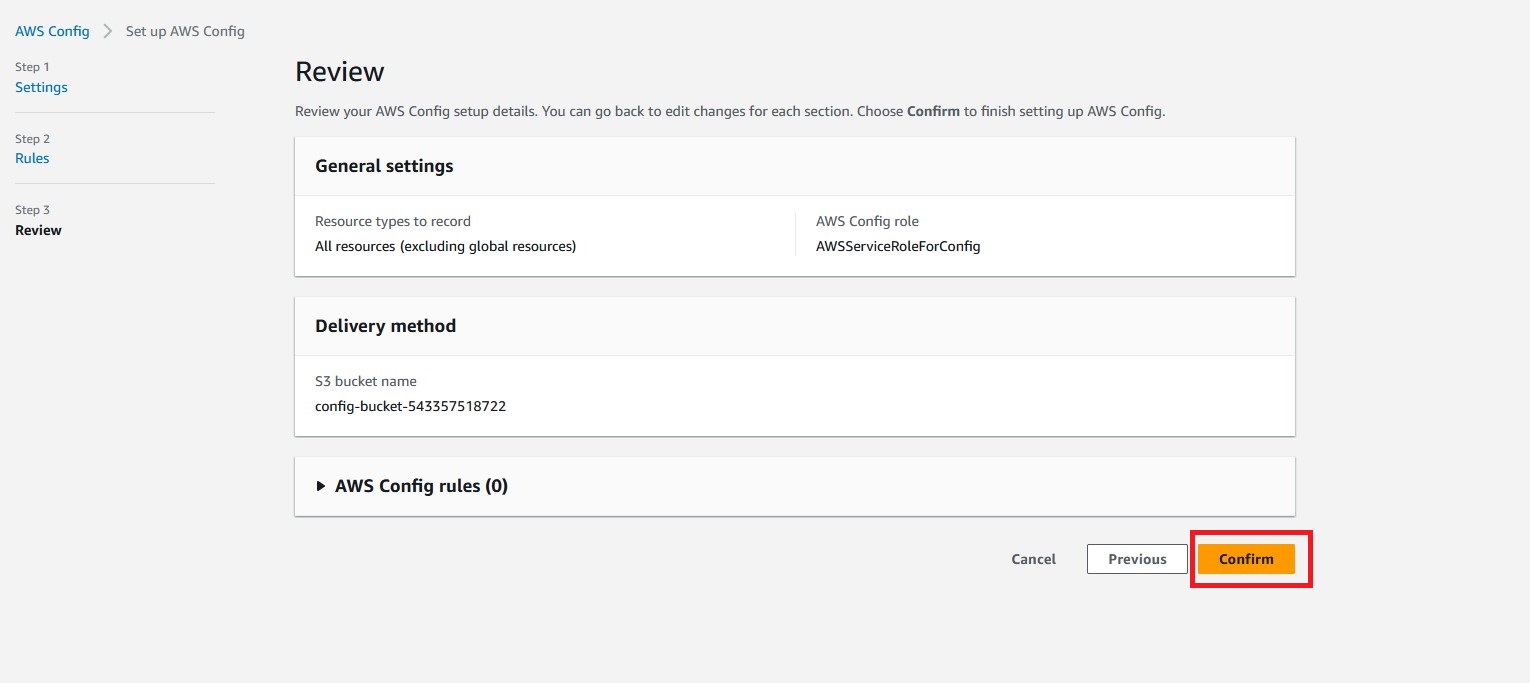 AWS Config > Set up AWS Config
Step 1
Settings
Step 2
Rules
Step 3
Review
Review
Review your AWS Config setup details. You can go back to edit changes for each section. Choose Confirm to finish setting up AWS Config.
General settings
Resource types to record
All resources (excluding global resources)
AWS Config role
AWSServiceRoleForConfig
Delivery method
S3 bucket name
config-bucket-543357518722
AWS Config rules (0)
Cancel Previous Confirm